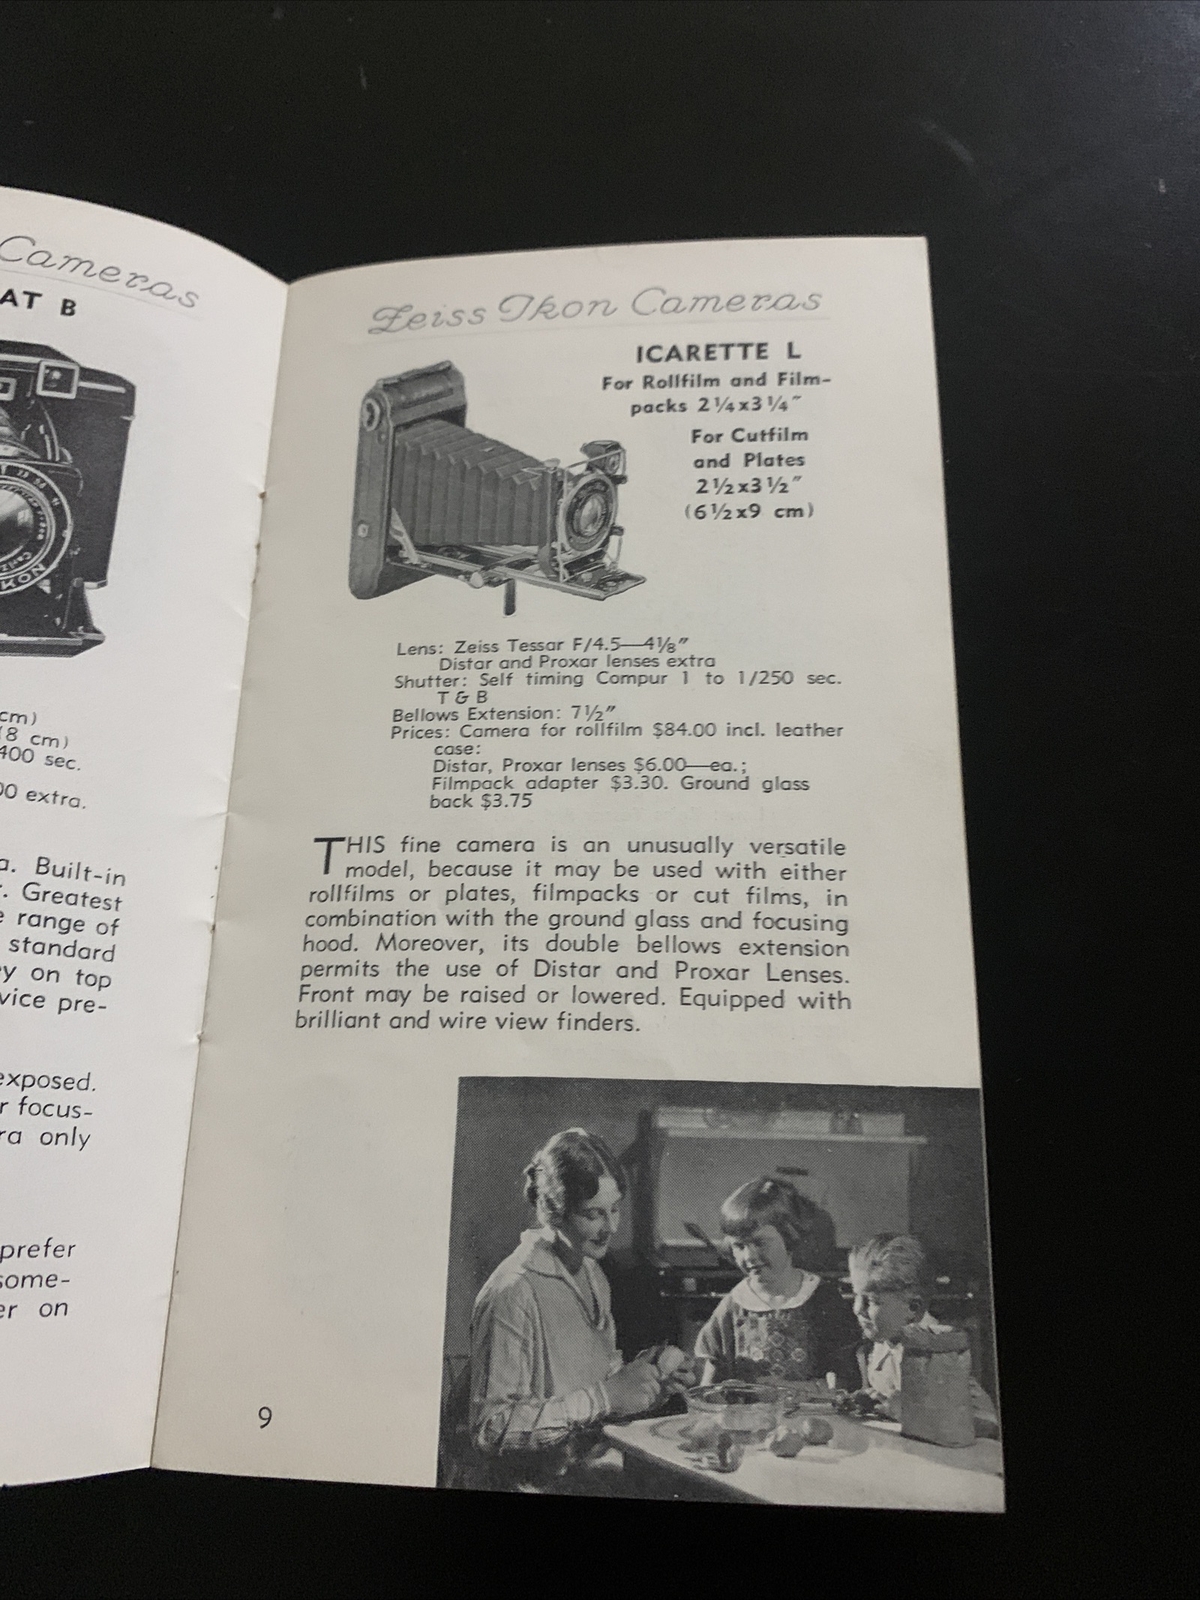 Cameras
AT B
cm)
(8 cm)
400 sec.
00 extra.
a. Built-in
r. Greatest
e range of
standard
ey on top
vice pre-
exposed.
r focus-
ra only
prefer
some-
er on
Zeiss Ikon Cameras
ICARETTE L
For Rollfilm and Film-
packs 2¼x3¼"
For Cutfilm
and Plates
2½x3½"
(6½x9 cm)
Lens: Zeiss Tessar F/4.5—4⅛"
Distar and Proxar lenses extra
Shutter: Self timing Compur 1 to 1/250 sec.
T & B
Bellows Extension: 7½"
Prices: Camera for rollfilm $84.00 incl. leather
case:
Distar, Proxar lenses $6.00—ea.;
Filmpack adapter $3.30. Ground glass
back $3.75
THIS fine camera is an unusually versatile
model, because it may be used with either
rollfilms or plates, filmpacks or cut films, in
combination with the ground glass and focusing
hood. Moreover, its double bellows extension
permits the use of Distar and Proxar Lenses.
Front may be raised or lowered. Equipped with
brilliant and wire view finders.
9